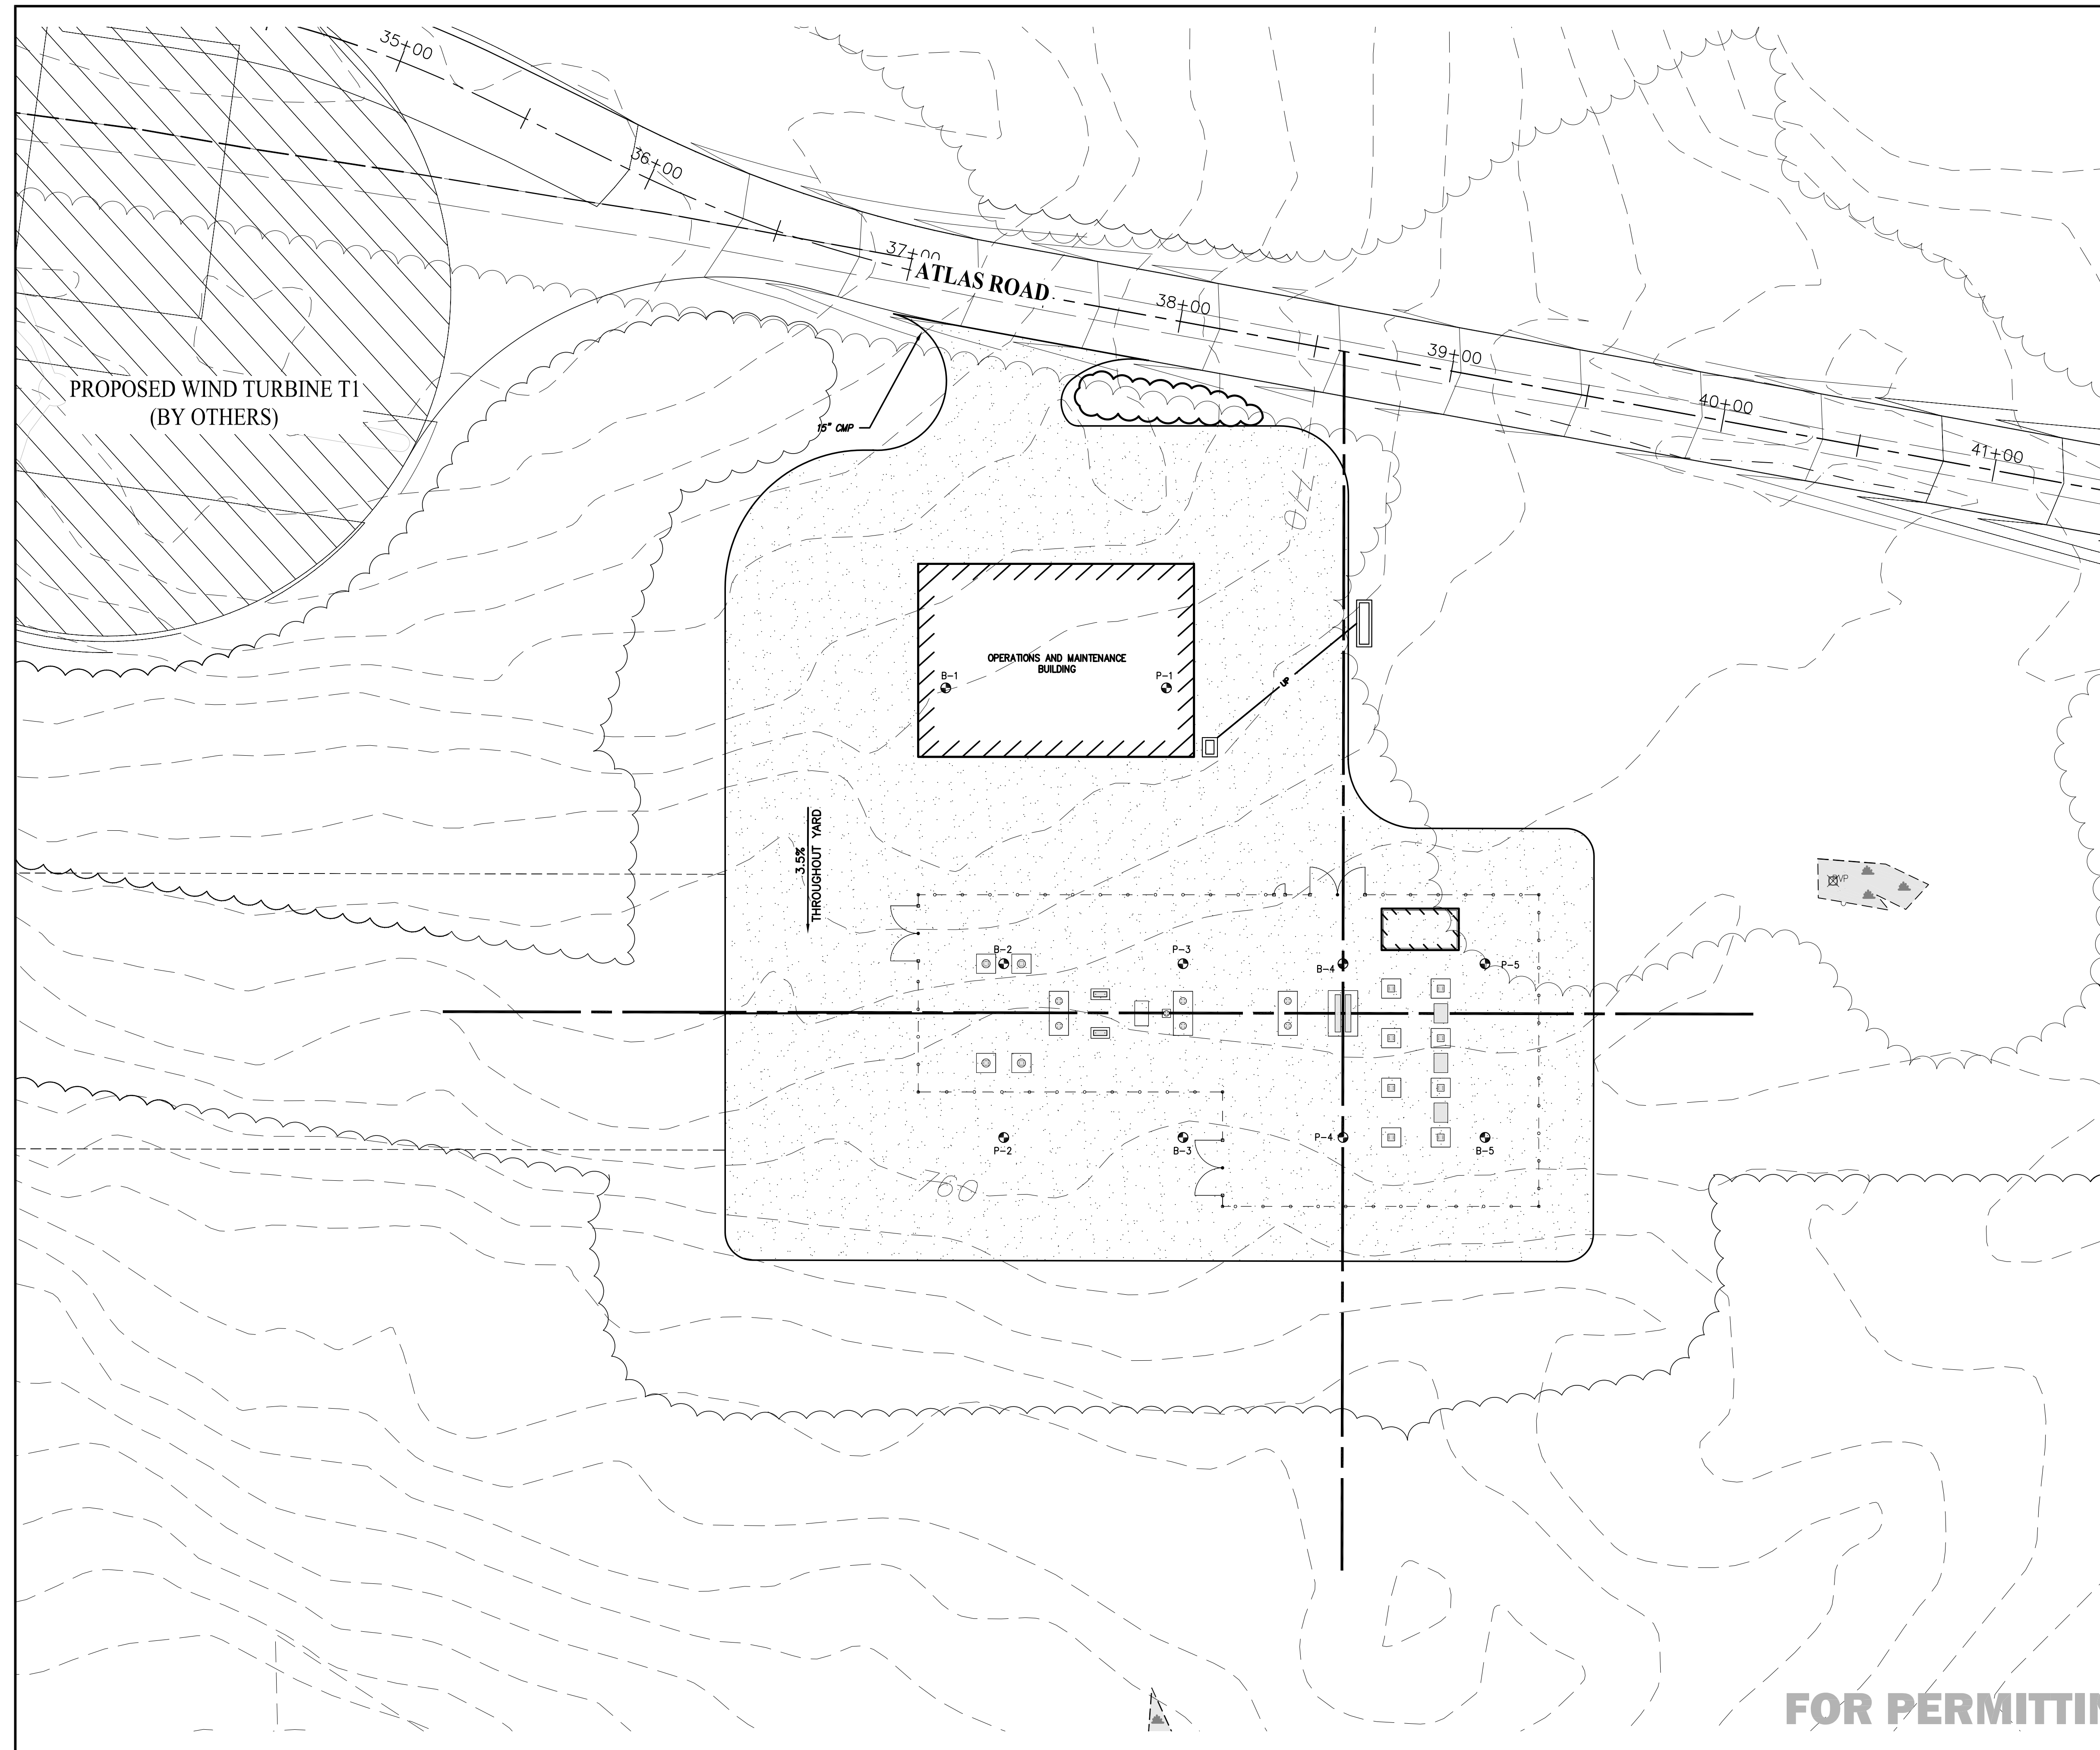 35+00
36+00
37+00
ATLAS ROAD
38+00
39+00
40+00
41+00
PROPOSED WIND TURBINE T1
(BY OTHERS)
15" CMP
770
OPERATIONS AND MAINTENANCE
BUILDING
B-1
P-1
3.5%
THROUGHOUT YARD
VP
B-2
P-3
B-4
P-5
P-2
B-3
P-4
B-5
760
FOR PERMITTIN